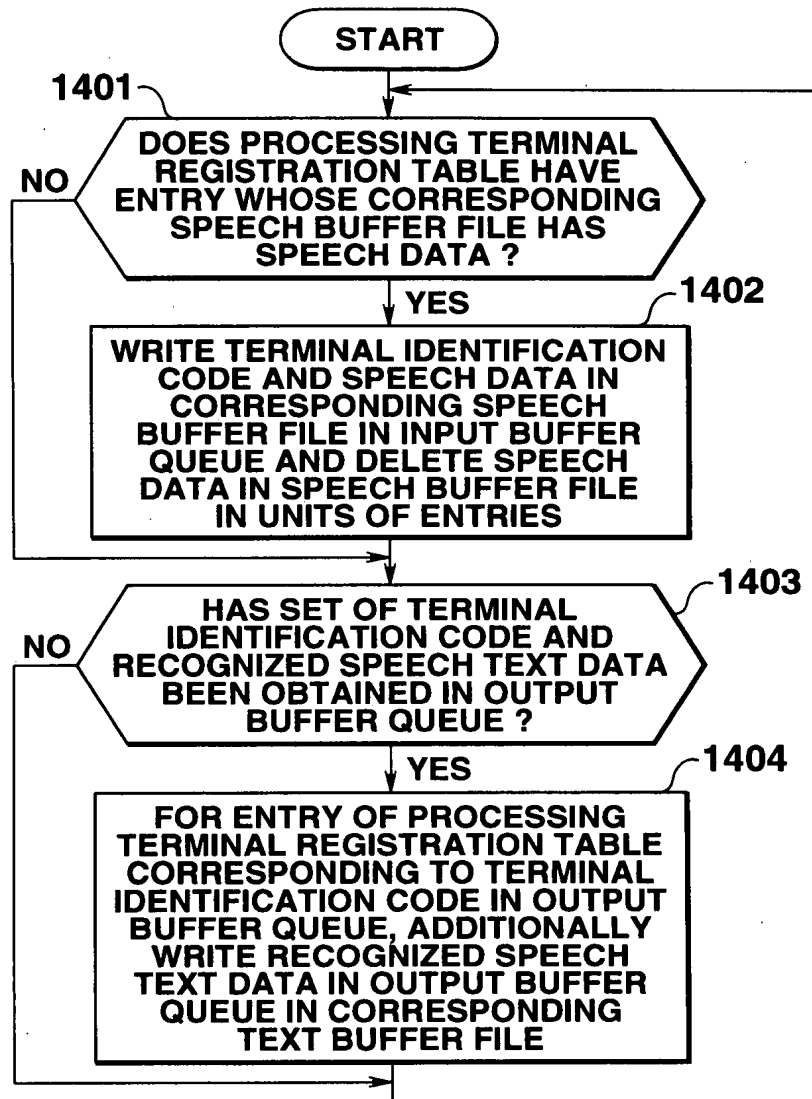 START
1401
DOES PROCESSING TERMINAL
REGISTRATION TABLE HAVE
ENTRY WHOSE CORRESPONDING
SPEECH BUFFER FILE HAS
SPEECH DATA ?
NO
YES
1402
WRITE TERMINAL IDENTIFICATION
CODE AND SPEECH DATA IN
CORRESPONDING SPEECH
BUFFER FILE IN INPUT BUFFER
QUEUE AND DELETE SPEECH
DATA IN SPEECH BUFFER FILE
IN UNITS OF ENTRIES
1403
HAS SET OF TERMINAL
IDENTIFICATION CODE AND
RECOGNIZED SPEECH TEXT DATA
BEEN OBTAINED IN OUTPUT
BUFFER QUEUE ?
NO
YES
1404
FOR ENTRY OF PROCESSING
TERMINAL REGISTRATION TABLE
CORRESPONDING TO TERMINAL
IDENTIFICATION CODE IN OUTPUT
BUFFER QUEUE, ADDITIONALLY
WRITE RECOGNIZED SPEECH
TEXT DATA IN OUTPUT BUFFER
QUEUE IN CORRESPONDING
TEXT BUFFER FILE